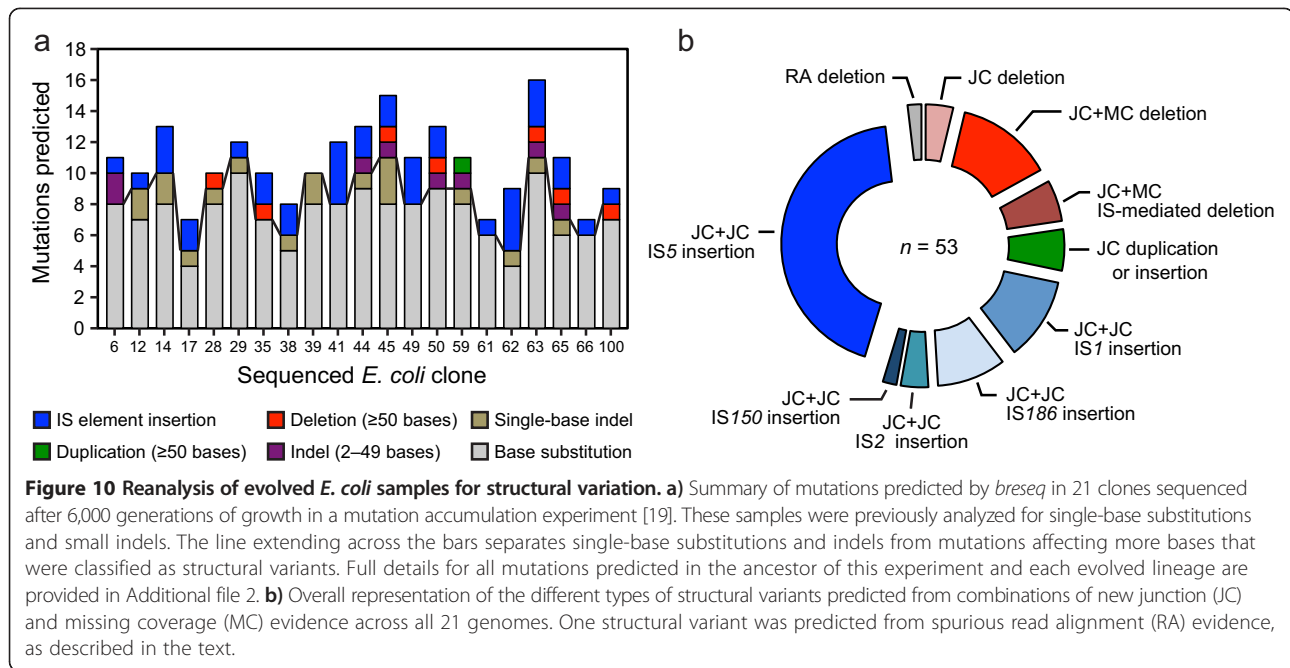 a
18
16
14
12
10
8
6
4
2
0
Mutations predicted
6 12 14 17 28 29 35 38 39 41 44 45 49 50 59 61 62 63 65 66 100
Sequenced E. coli clone
IS element insertion
Deletion (≥50 bases)
Single-base indel
Duplication (≥50 bases)
Indel (2–49 bases)
Base substitution
b
RA deletion
JC deletion
JC+MC deletion
JC+MC
IS-mediated deletion
JC duplication
or insertion
JC+JC
IS1 insertion
JC+JC
IS186 insertion
JC+JC
IS2 insertion
JC+JC
IS150 insertion
JC+JC
IS5 insertion
n = 53
Figure 10 Reanalysis of evolved E. coli samples for structural variation. a) Summary of mutations predicted by breseq in 21 clones sequenced
after 6,000 generations of growth in a mutation accumulation experiment [19]. These samples were previously analyzed for single-base substitutions
and small indels. The line extending across the bars separates single-base substitutions and indels from mutations affecting more bases that
were classified as structural variants. Full details for all mutations predicted in the ancestor of this experiment and each evolved lineage are
provided in Additional file 2. b) Overall representation of the different types of structural variants predicted from combinations of new junction (JC)
and missing coverage (MC) evidence across all 21 genomes. One structural variant was predicted from spurious read alignment (RA) evidence,
as described in the text.